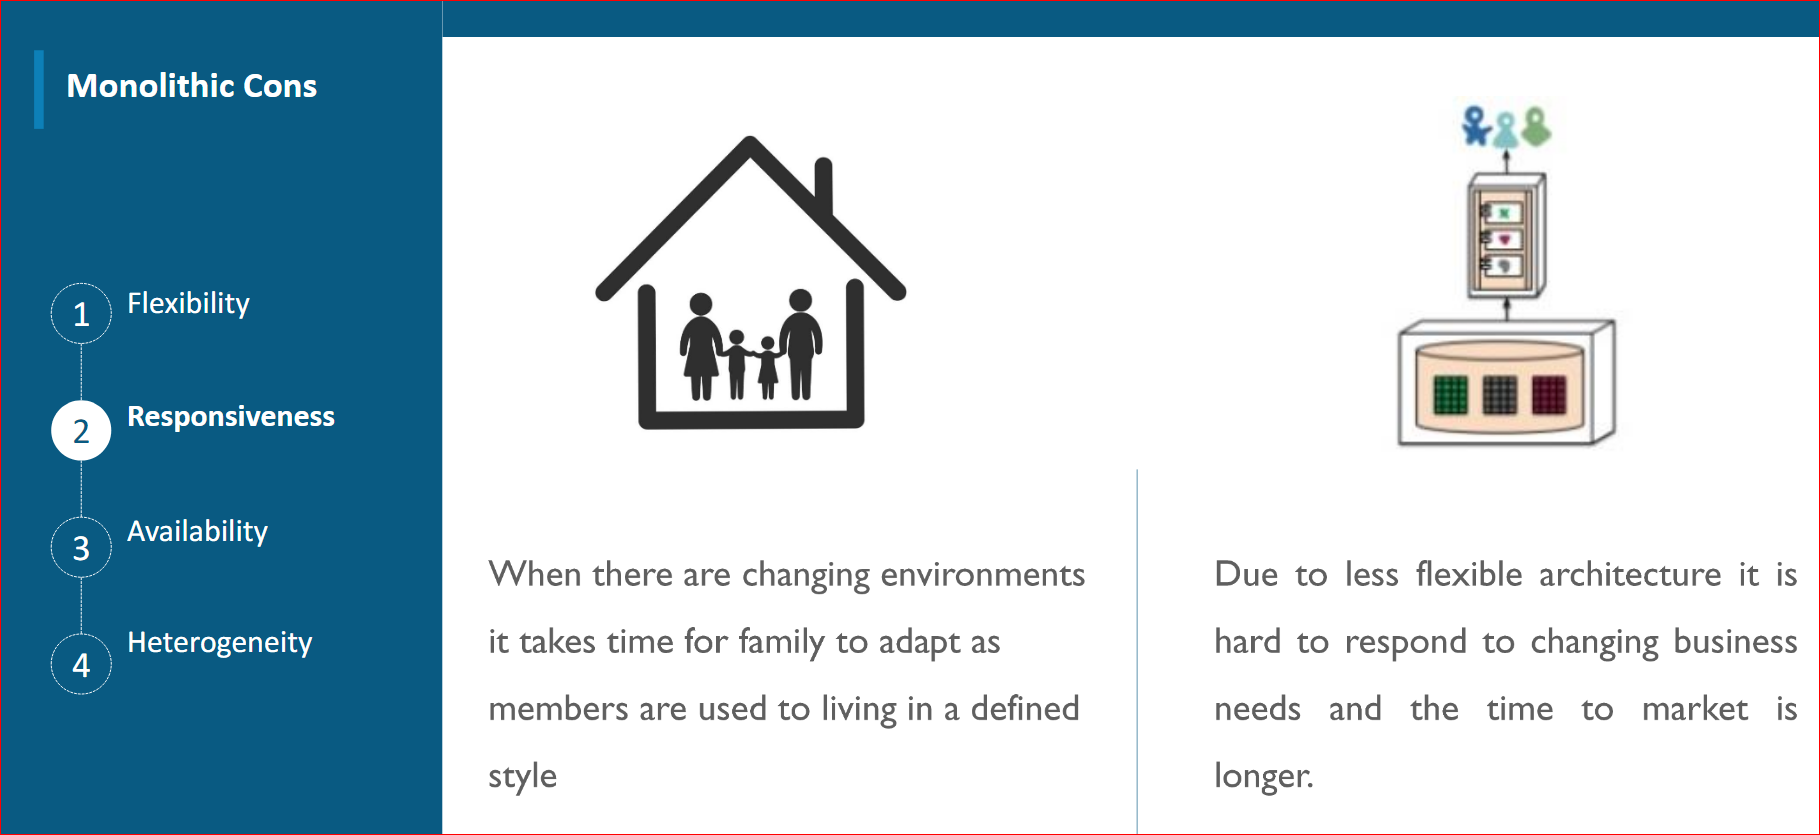 Monolithic Cons
1
Flexibility
2
Responsiveness
3
Availability
4
Heterogeneity
When there are changing environments
it takes time for family to adapt as
members are used to living in a defined
style
Due to less flexible architecture it is
hard to respond to changing business
needs and the time to market is
longer.